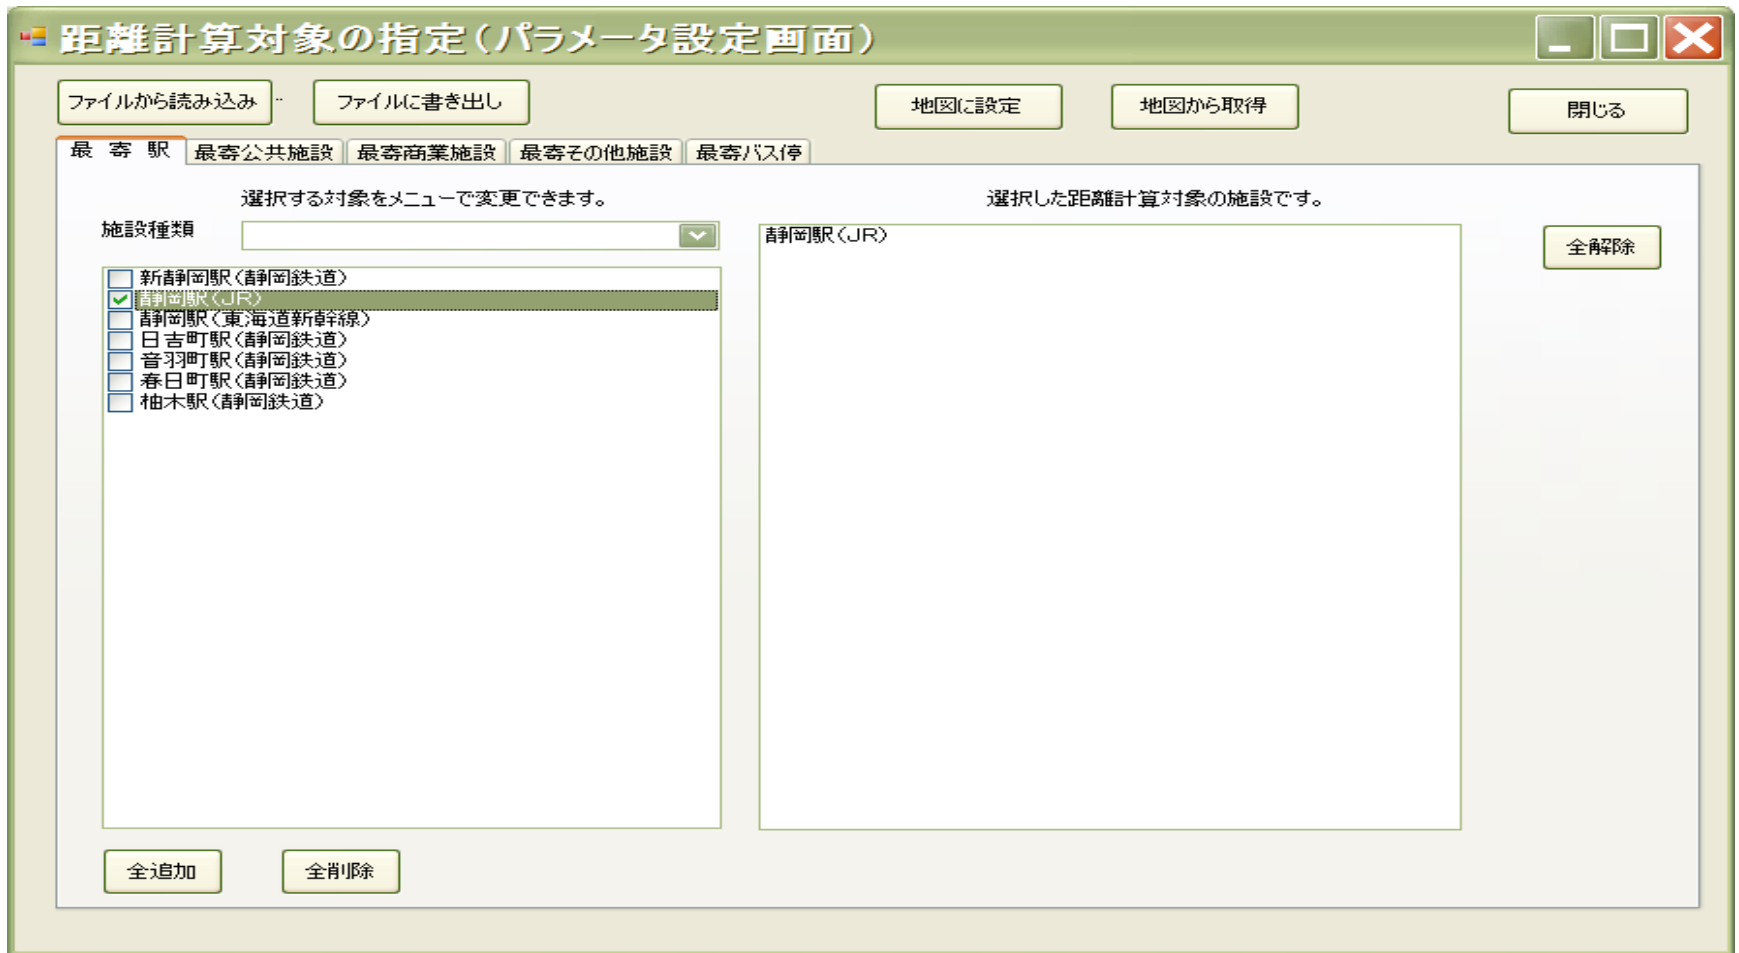 距離計算対象の指定(パラメータ設定画面)
ファイルから読み込み ファイルに書き出し 地図に設定 地図から取得 閉じる
最 寄 駅 最寄公共施設 最寄商業施設 最寄その他施設 最寄バス停
選択する対象をメニューで変更できます。 選択した距離計算対象の施設です。
施設種類
静岡駅(JR)
全解除
新静岡駅(静岡鉄道)
静岡駅(JR)
静岡駅(東海道新幹線)
日吉町駅(静岡鉄道)
音羽町駅(静岡鉄道)
春日町駅(静岡鉄道)
柚木駅(静岡鉄道)
全追加 全削除